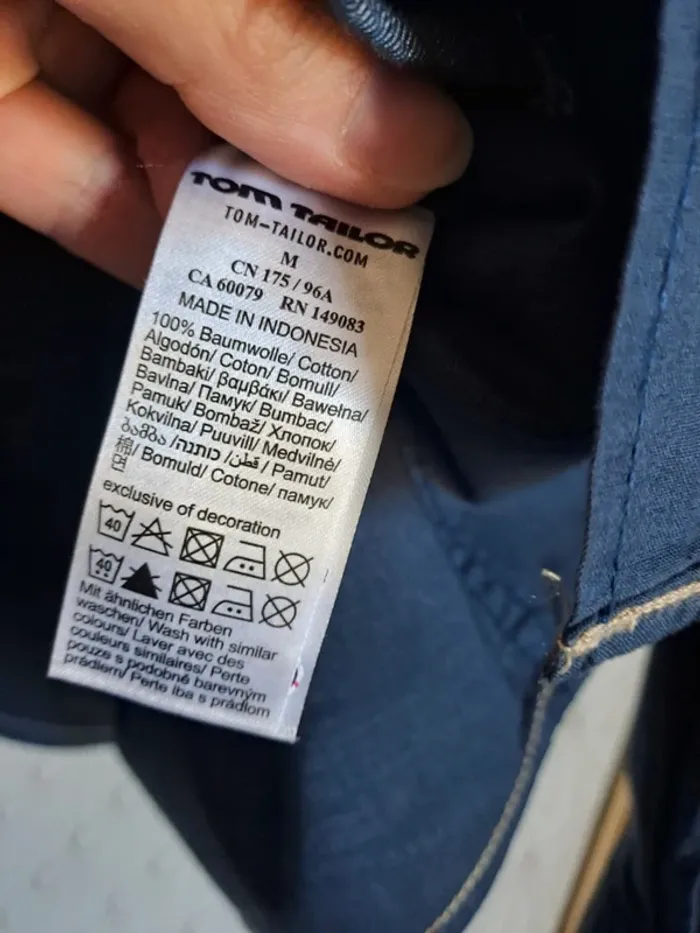 TOM TAILOR
TOM-TAILOR.COM
M
CN 175 / 96A
CA 60079 RN 149083
MADE IN INDONESIA
100% Baumwolle/ Cotton/
Algodón/ Coton/ Bomull/
Bambaki/ βαμβάκι/ Bawełna/
Bavlna/ Памук/ Bumbac/
Pamuk/ Bombaž/ Хлопок/
Kokvilna/ Puuvill/ Medvilnė/
ბამბა/ כותנה/ قطن/ Pamut/
棉/ Bomuld/ Cotone/ памук/
exclusive of decoration
40
40
Mit ähnlichen Farben
waschen/ Wash with similar
colours/ Laver avec des
couleurs similaires/ Perte
pouze s podobně barevným
prádlem/ Perte iba s prádlom